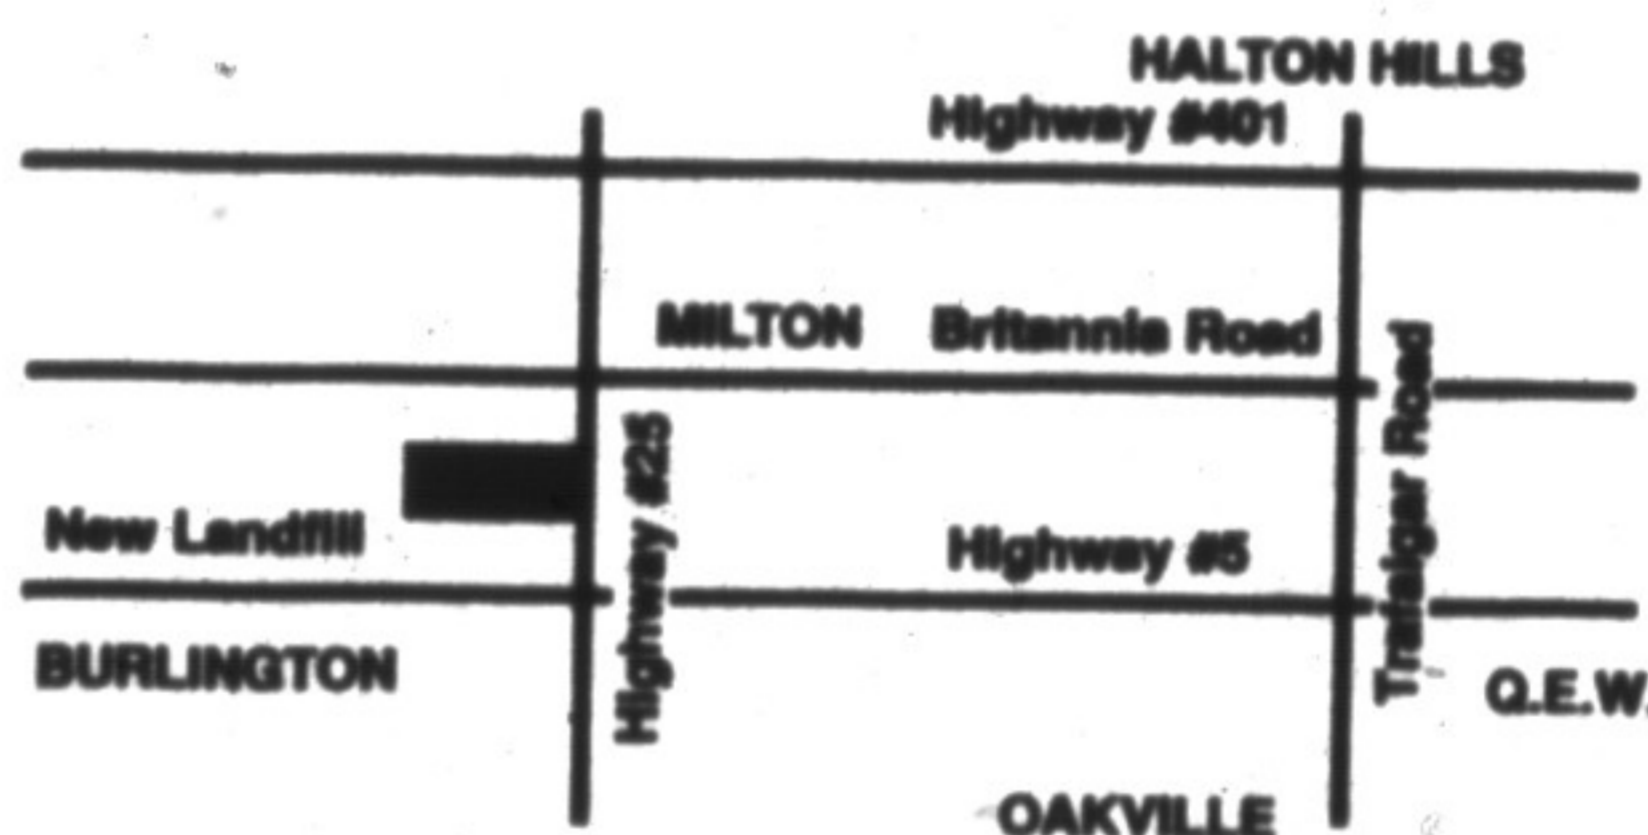 HALTON HILLS
Highway #401
MILTON Britannia Road
Highway #25
Trafalgar Road
New Landfill
Highway #5
BURLINGTON
Q.E.W.
OAKVILLE